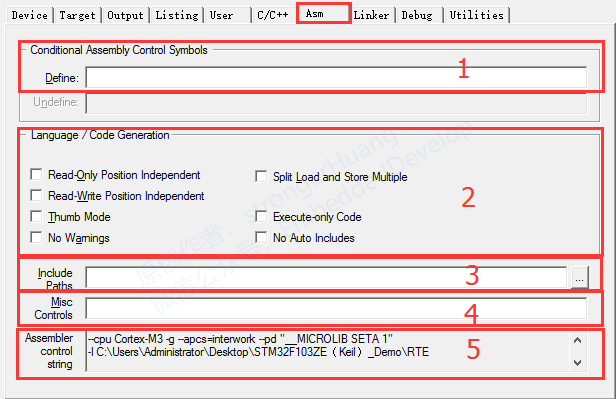 Device Target Output Listing User C/C++ Asm Linker Debug Utilities
Conditional Assembly Control Symbols
Define:
1
Undefine:
Language / Code Generation
Read-Only Position Independent
Split Load and Store Multiple
Read-Write Position Independent
2
Thumb Mode
Execute-only Code
No Warnings
No Auto Includes
Include
Paths
3
...
Misc
Controls
4
Assembler
control
string
--cpu Cortex-M3 -g --apcs=interwork --pd "__MICROLIB SETA 1"
-I C:\Users\Administrator\Desktop\STM32F103ZE（Keil）_Demo\RTE
5
原创作者：strongerHuang
微信公众号：EmbeddedDevelop